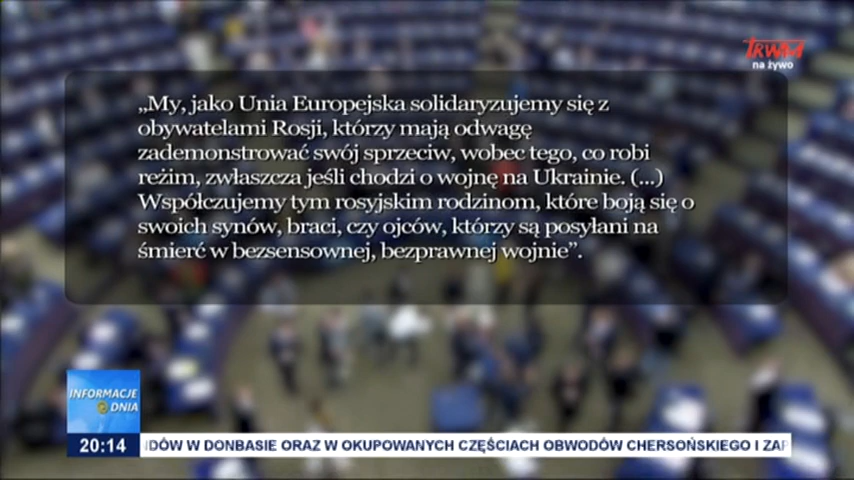 TRWAM
na żywo
„My, jako Unia Europejska solidaryzujemy się z
obywatelami Rosji, którzy mają odwagę
zademonstrować swój sprzeciw, wobec tego, co robi
reżim, zwłaszcza jeśli chodzi o wojnę na Ukrainie. (...)
Współczujemy tym rosyjskim rodzinom, które boją się o
swoich synów, braci, czy ojców, którzy są posyłani na
śmierć w bezsensownej, bezprawnej wojnie”.
INFORMACJE
DNIA
20:14
DÓW W DONBASIE ORAZ W OKUPOWANYCH CZĘŚCIACH OBWODÓW CHERSOŃSKIEGO I ZAP